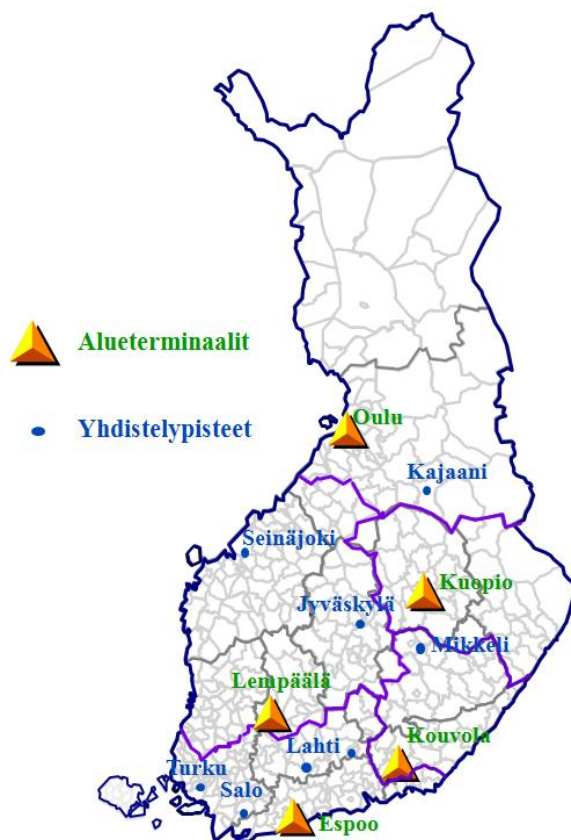 Alueterminaalit
Oulu
Yhdistelypisteet
Kajaani
Seinäjoki
Kuopio
Jyväskylä
Mikkeli
Lempäälä
Kouvola
Lahti
Turku
Salo
Espoo